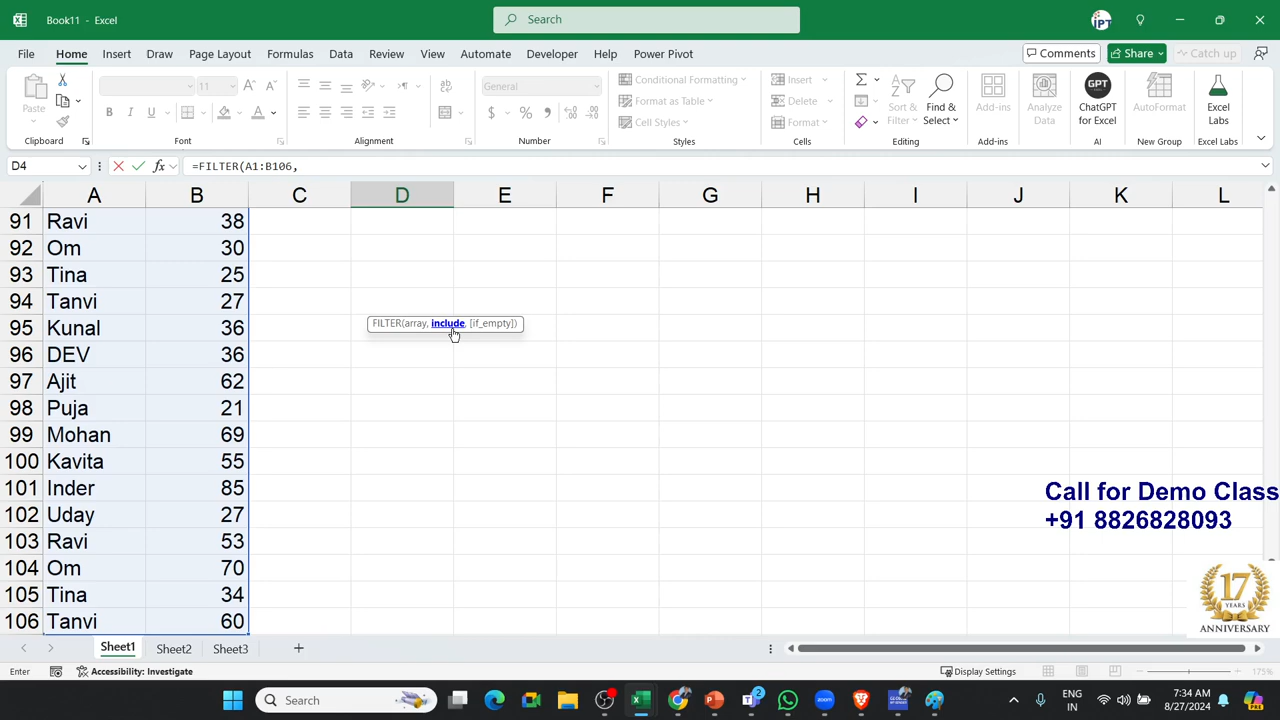 Book11 - Excel
Search
File Home Insert Draw Page Layout Formulas Data Review View Automate Developer Help Power Pivot
Comments Share Catch up
Paste
Clipboard
11
B I U
Font
Alignment
General
Number
Conditional Formatting
Format as Table
Cell Styles
Styles
Insert
Delete
Format
Cells
Sort & Filter
Find & Select
Editing
Add-ins
Add-ins
Analyze Data
ChatGPT for Excel
AI
AutoFormat
New Group
Excel Labs
Excel Labs
D4
=FILTER(A1:B106,
A B C D E F G H I J K L
91 Ravi 38
92 Om 30
93 Tina 25
94 Tanvi 27
FILTER(array, include, [if_empty])
95 Kunal 36
96 DEV 36
97 Ajit 62
98 Puja 21
99 Mohan 69
100 Kavita 55
101 Inder 85
102 Uday 27
103 Ravi 53
104 Om 70
105 Tina 34
106 Tanvi 60
Call for Demo Class
+91 8826828093
17
YEARS
ANNIVERSARY
Sheet1 Sheet2 Sheet3
Enter
Accessibility: Investigate
Display Settings
175%
Search
ENG
IN
7:34 AM
8/27/2024